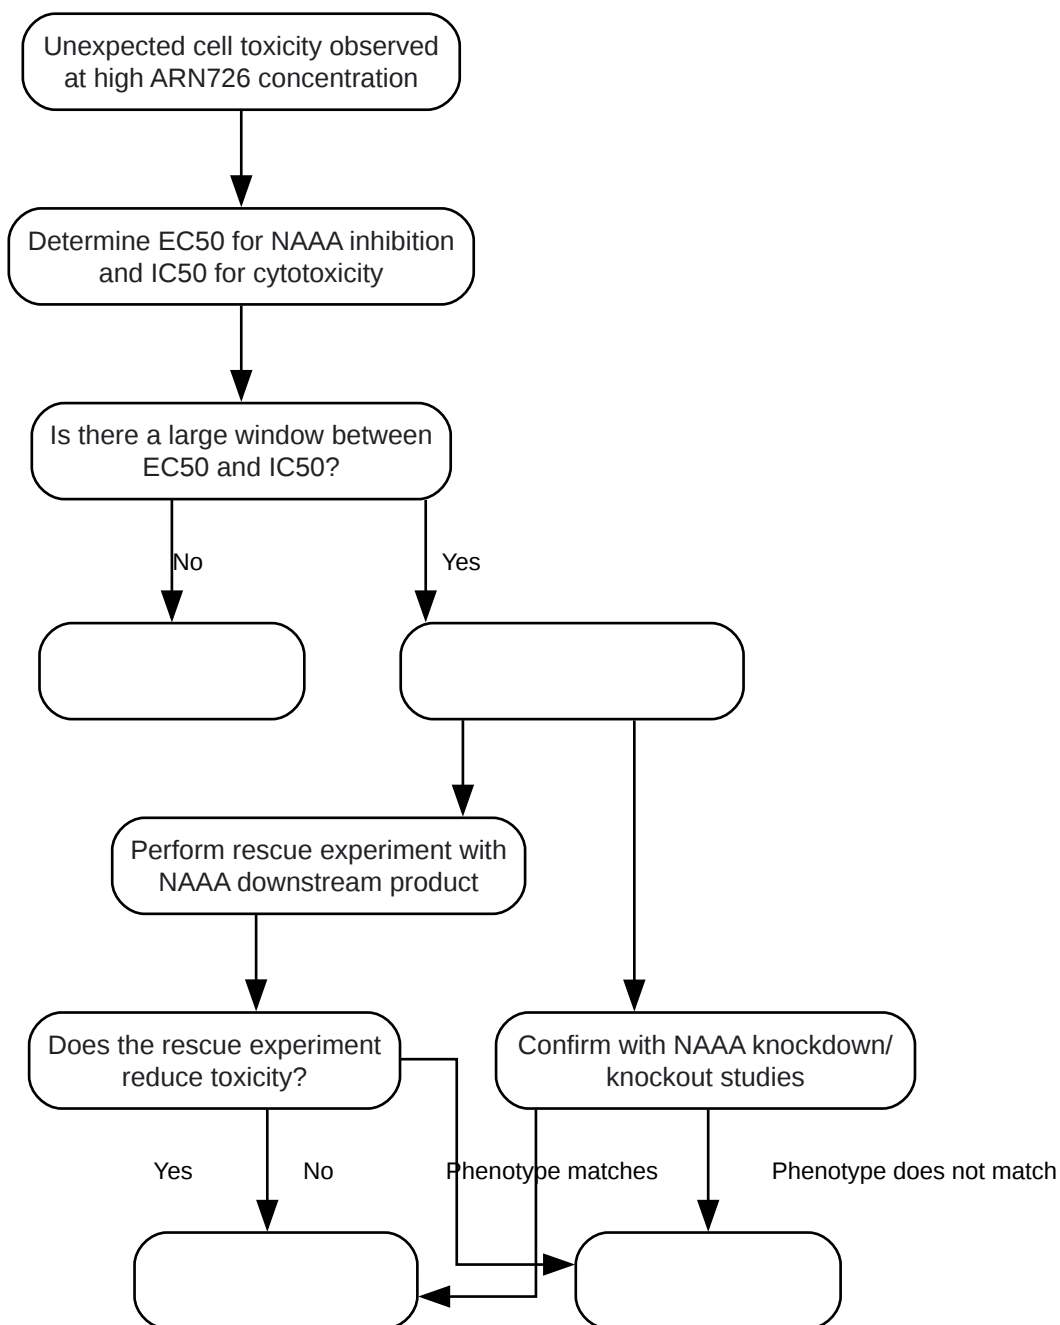 Unexpected cell toxicity observed
at high ARN726 concentration
Determine EC50 for NAAA inhibition
and IC50 for cytotoxicity
Is there a large window between
EC50 and IC50?
No
Yes
Perform rescue experiment with
NAAA downstream product
Does the rescue experiment
reduce toxicity?
Confirm with NAAA knockdown/
knockout studies
Yes
No
Phenotype matches
Phenotype does not match